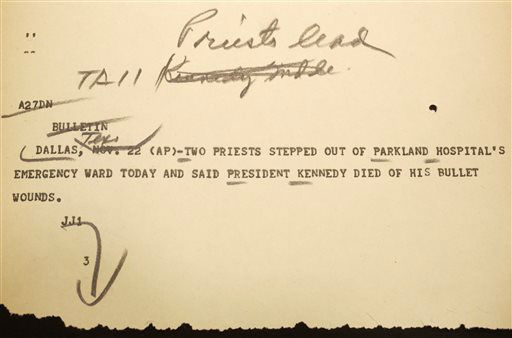 Priests lead
TA11 Kennedy
A27DN
BULLETIN
Tex
DALLAS, NOV. 22 (AP)-TWO PRIESTS STEPPED OUT OF PARKLAND HOSPITAL'S
EMERGENCY WARD TODAY AND SAID PRESIDENT KENNEDY DIED OF HIS BULLET
WOUNDS.
JJ1
3